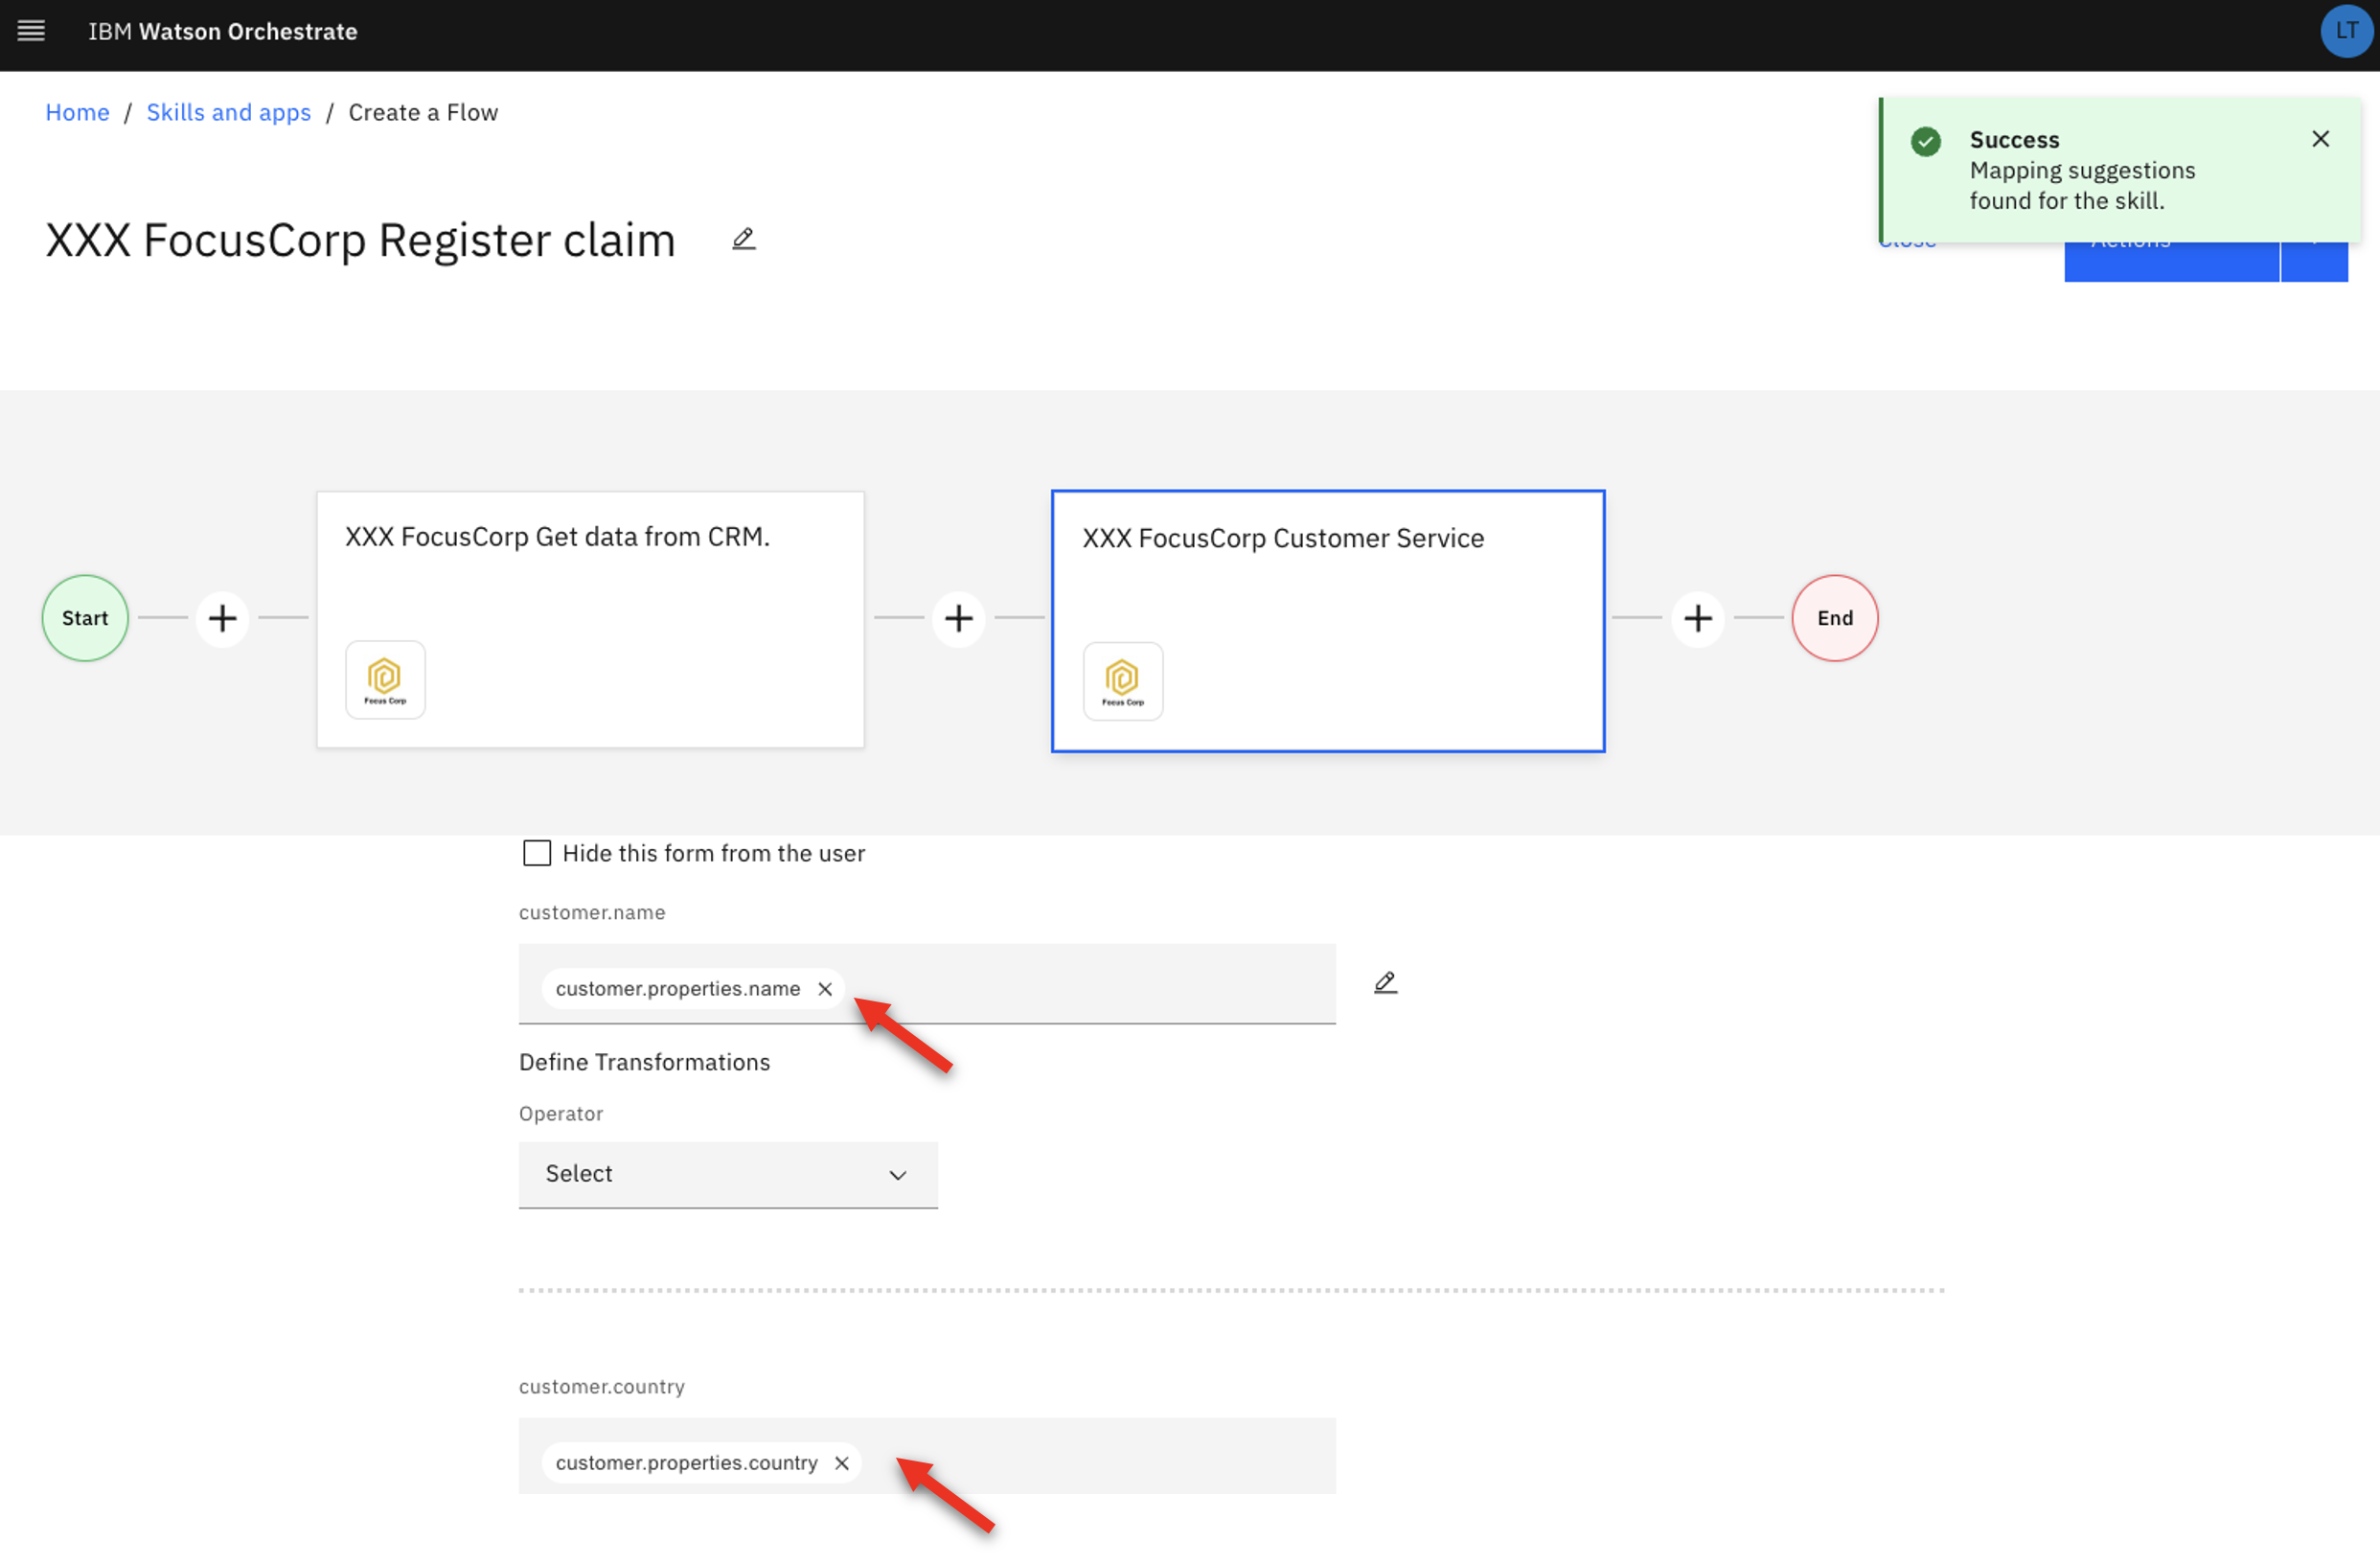 IBM Watson Orchestrate
LT
Home / Skills and apps / Create a Flow
Success
Mapping suggestions
found for the skill.
XXX FocusCorp Register claim
Close
Actions
XXX FocusCorp Get data from CRM.
XXX FocusCorp Customer Service
Start
End
Focus Corp
Focus Corp
Hide this form from the user
customer.name
customer.properties.name
Define Transformations
Operator
Select
customer.country
customer.properties.country